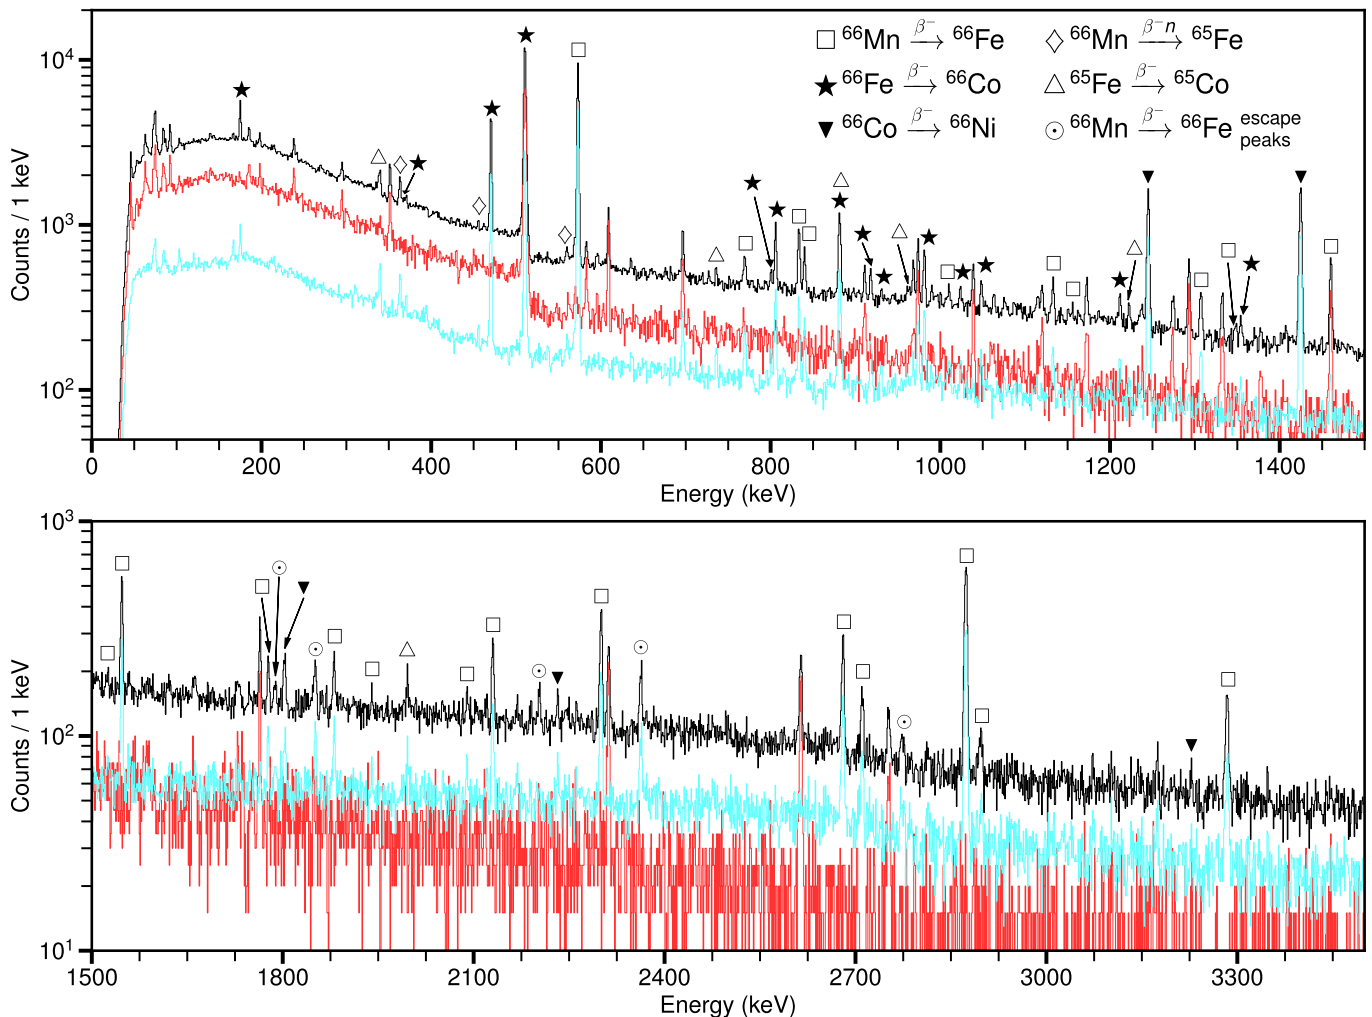 10⁴
10³
10²
Counts / 1 keV
⁶⁶Mn β⁻→ ⁶⁶Fe
⁶⁶Mn β⁻n→ ⁶⁵Fe
⁶⁶Fe β⁻→ ⁶⁶Co
⁶⁵Fe β⁻→ ⁶⁵Co
⁶⁶Co β⁻→ ⁶⁶Ni
⁶⁶Mn β⁻→ ⁶⁶Fe escape peaks
0 200 400 600 800 1000 1200 1400
Energy (keV)
10³
10²
10¹
Counts / 1 keV
1500 1800 2100 2400 2700 3000 3300
Energy (keV)